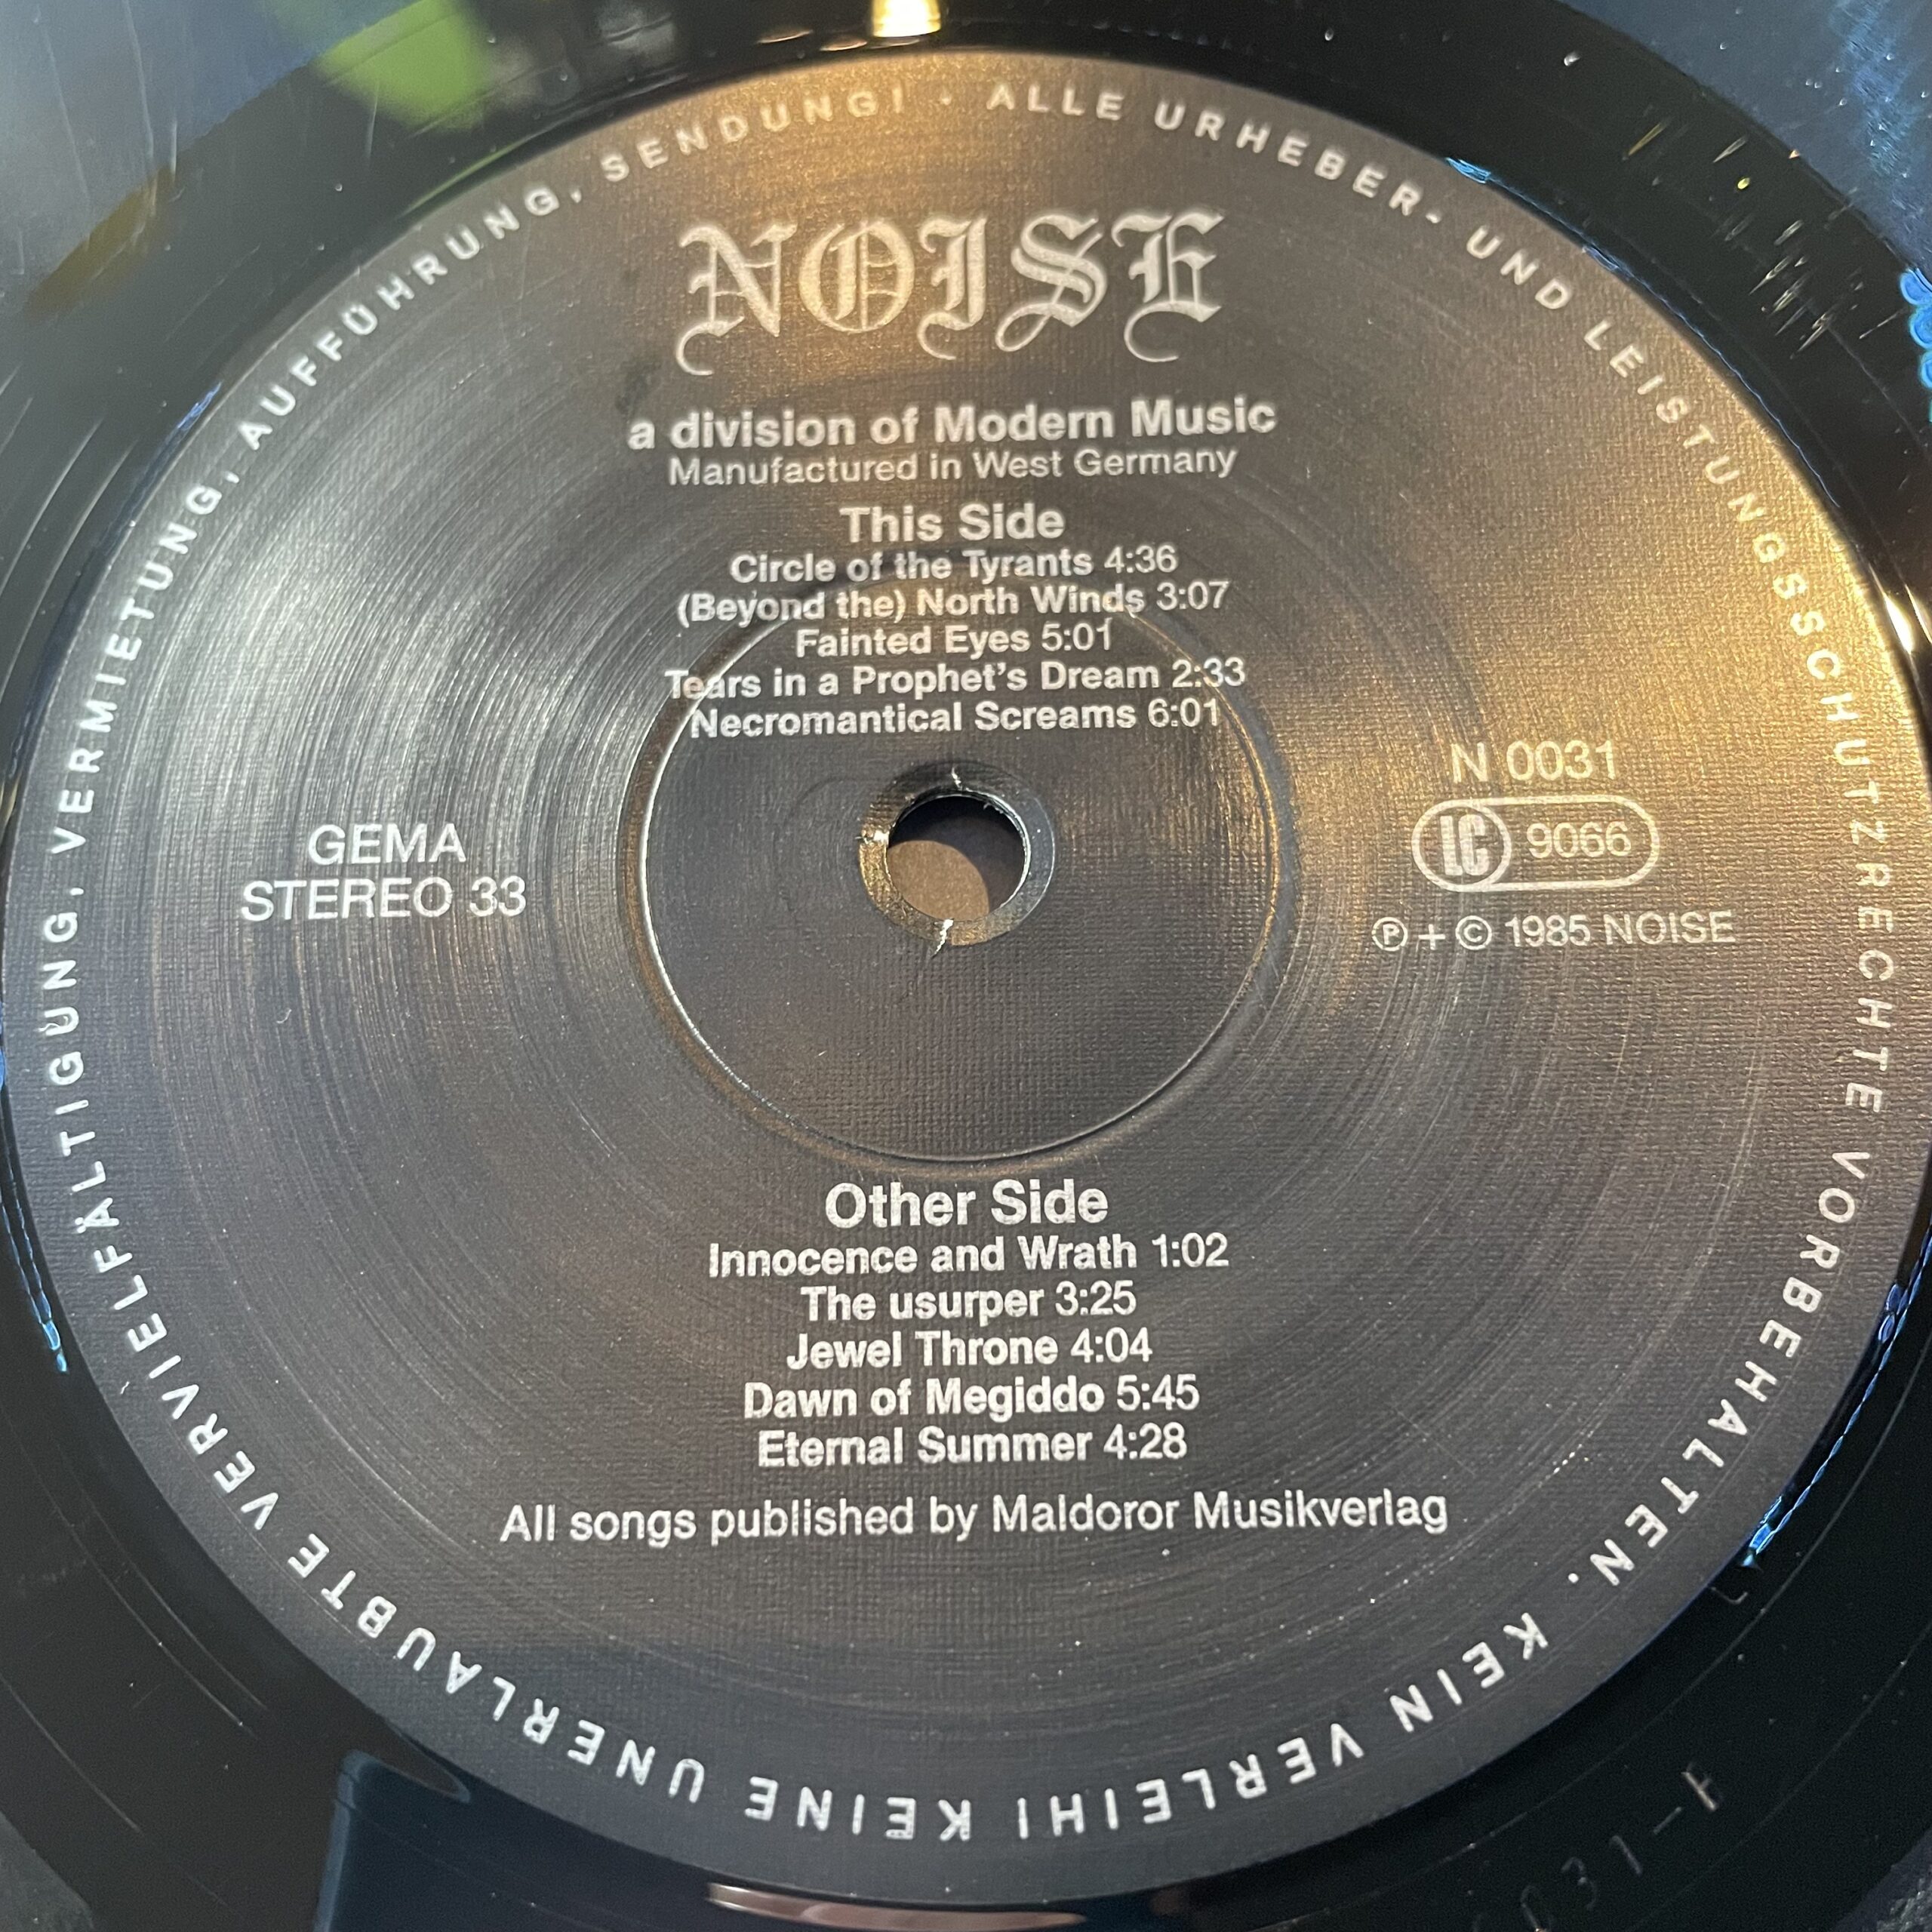 NOISE
a division of Modern Music
Manufactured in West Germany
This Side
Circle of the Tyrants 4:36
(Beyond the) North Winds 3:07
Fainted Eyes 5:01
Tears in a Prophet's Dream 2:33
Necromantical Screams 6:01
GEMA
STEREO 33
N 0031
LC 9066
Ⓟ + © 1985 NOISE
Other Side
Innocence and Wrath 1:02
The usurper 3:25
Jewel Throne 4:04
Dawn of Megiddo 5:45
Eternal Summer 4:28
All songs published by Maldoror Musikverlag
ALLE URHEBER- UND LEISTUNGSSCHUTZRECHTE VORBEHALTEN. KEIN VERLEIH! KEINE UNERLAUBTE VERVIELFÄLTIGUNG, VERMIETUNG, AUFFÜHRUNG, SENDUNG! ·